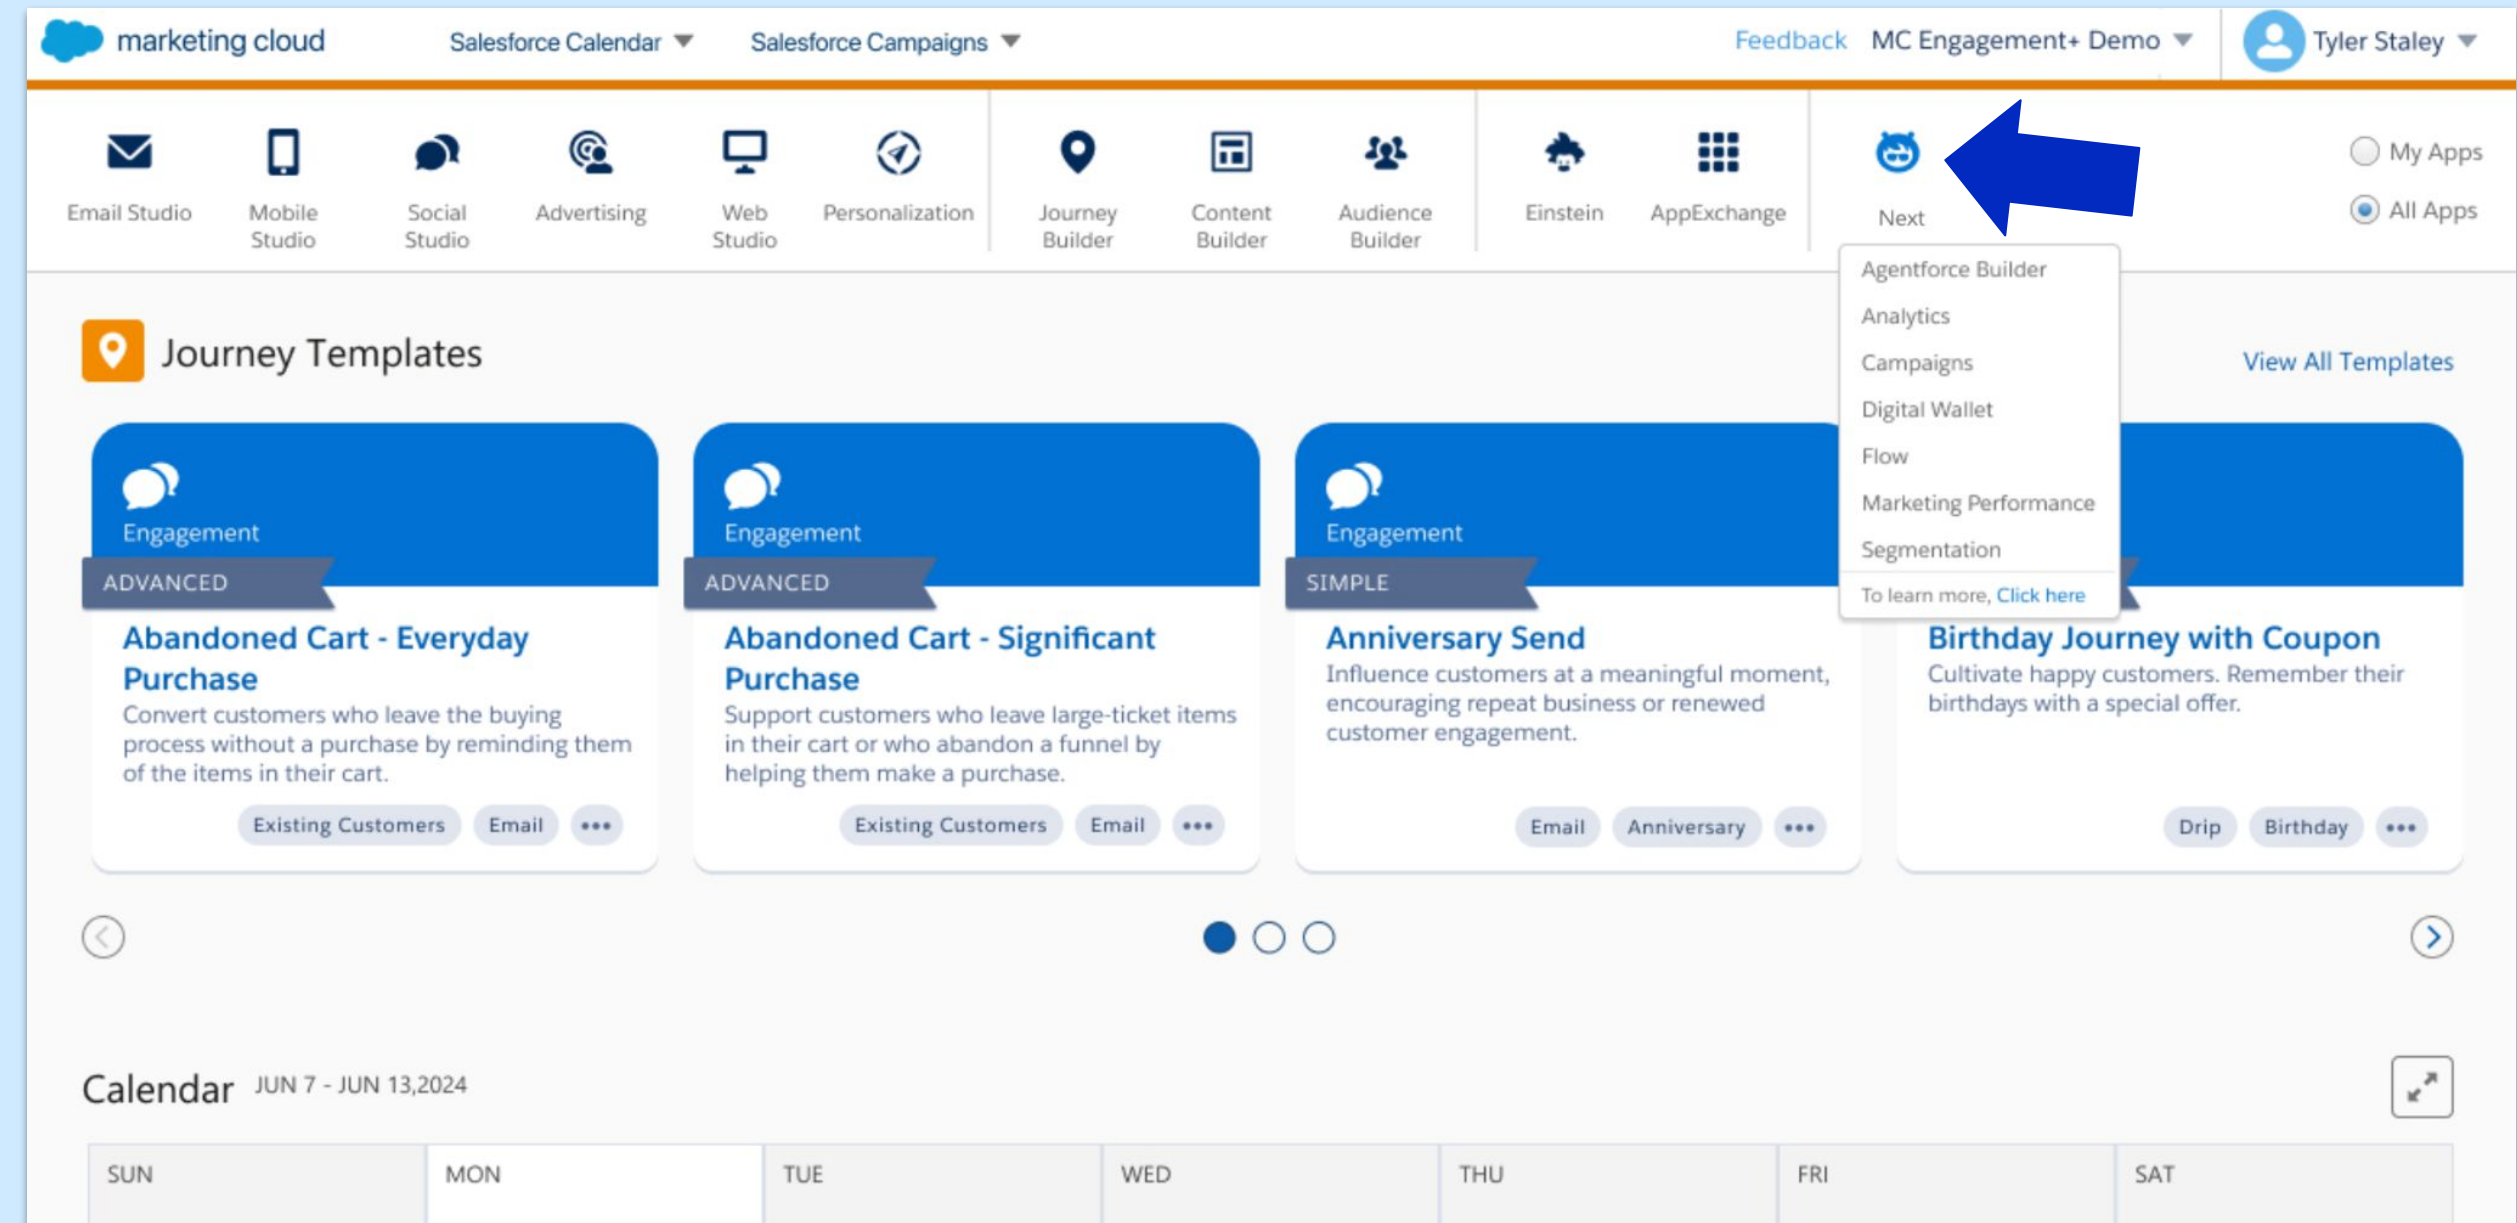 marketing cloud
Salesforce Calendar
Salesforce Campaigns
Feedback
MC Engagement+ Demo
Tyler Staley
Email Studio
Mobile
Studio
Social
Studio
Advertising
Web
Studio
Personalization
Journey
Builder
Content
Builder
Audience
Builder
Einstein
AppExchange
Next
My Apps
All Apps
Agentforce Builder
Analytics
Campaigns
Digital Wallet
Flow
Marketing Performance
Segmentation
To learn more, Click here
Journey Templates
View All Templates
Engagement
ADVANCED
Abandoned Cart - Everyday
Purchase
Convert customers who leave the buying
process without a purchase by reminding them
of the items in their cart.
Existing Customers
Email
•••
Engagement
ADVANCED
Abandoned Cart - Significant
Purchase
Support customers who leave large-ticket items
in their cart or who abandon a funnel by
helping them make a purchase.
Existing Customers
Email
•••
Engagement
SIMPLE
Anniversary Send
Influence customers at a meaningful moment,
encouraging repeat business or renewed
customer engagement.
Email
Anniversary
•••
Birthday Journey with Coupon
Cultivate happy customers. Remember their
birthdays with a special offer.
Drip
Birthday
•••
Calendar
JUN 7 - JUN 13,2024
SUN
MON
TUE
WED
THU
FRI
SAT